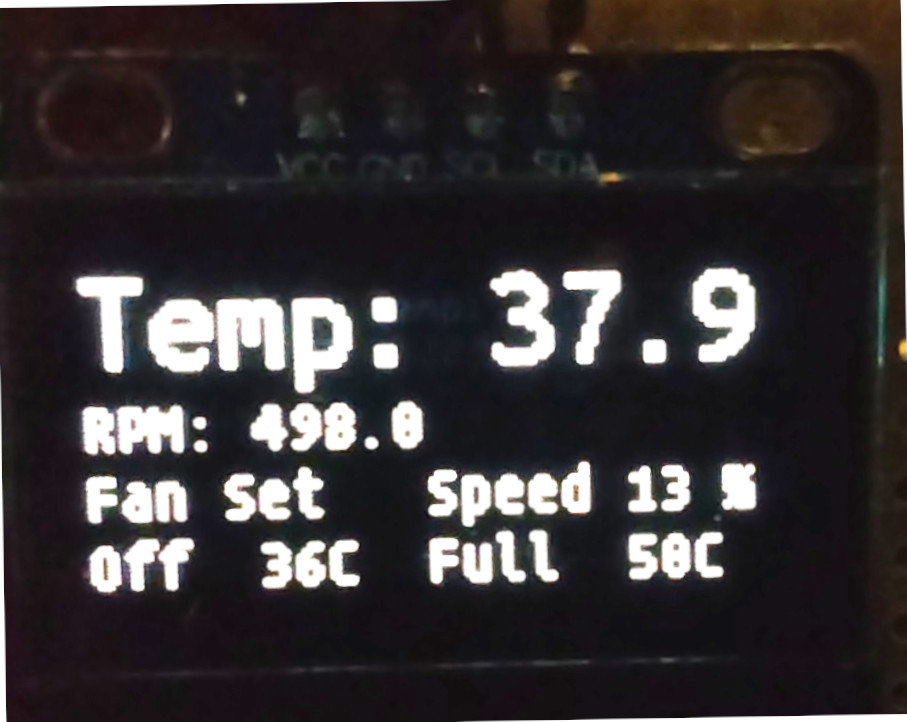 VCC GND SCL SDA
Temp: 37.9
RPM: 498.0
Fan Set Speed 13 %
Off 36C Full 50C